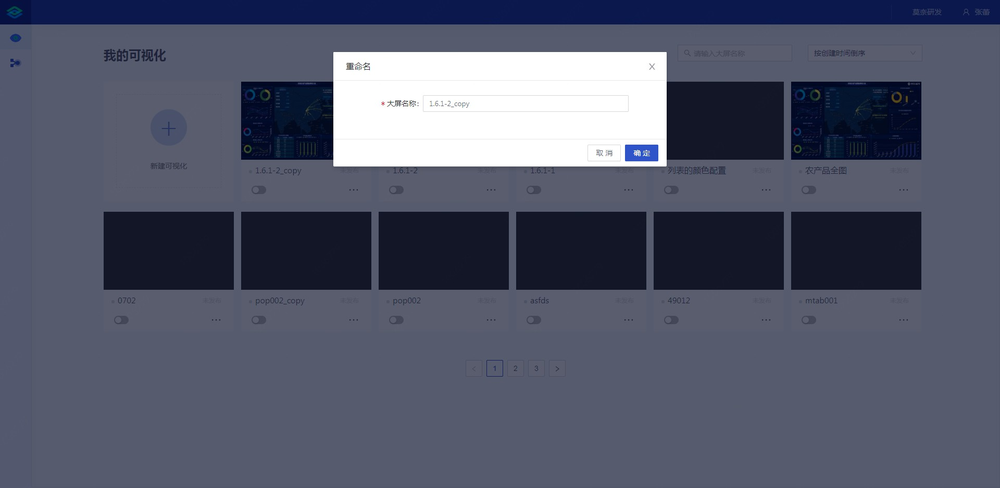 莫奈研发
张蕾
我的可视化
请输入大屏名称
按创建时间倒序
重命名
X
* 大屏名称:
1.6.1-2_copy
取 消
确 定
新建可视化
1.6.1-2_copy
未发布
1.6.1-2
未发布
1.6.1-1
未发布
列表的颜色配置
未发布
农产品全图
未发布
0702
未发布
pop002_copy
未发布
pop002
未发布
asfds
未发布
49012
未发布
mtab001
未发布
< 1 2 3 >